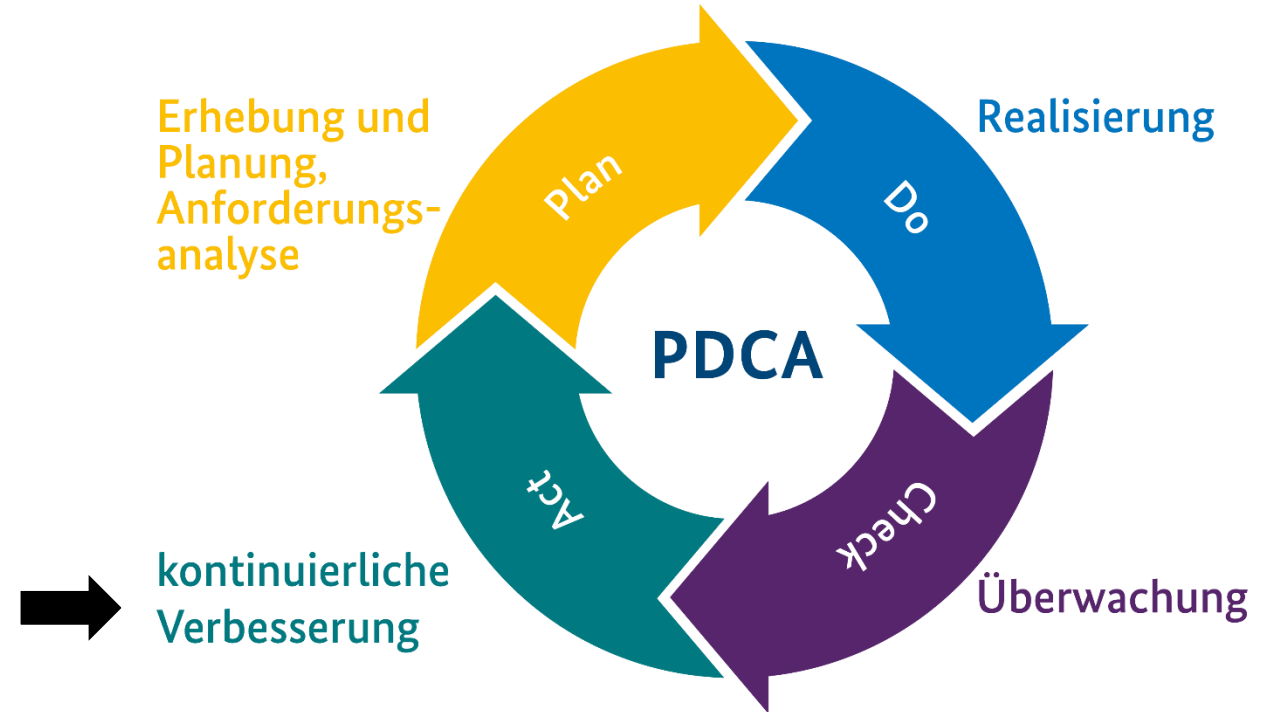 Erhebung und
Planung,
Anforderungs-
analyse
Plan
Realisierung
Do
PDCA
Check
Überwachung
Act
kontinuierliche
Verbesserung